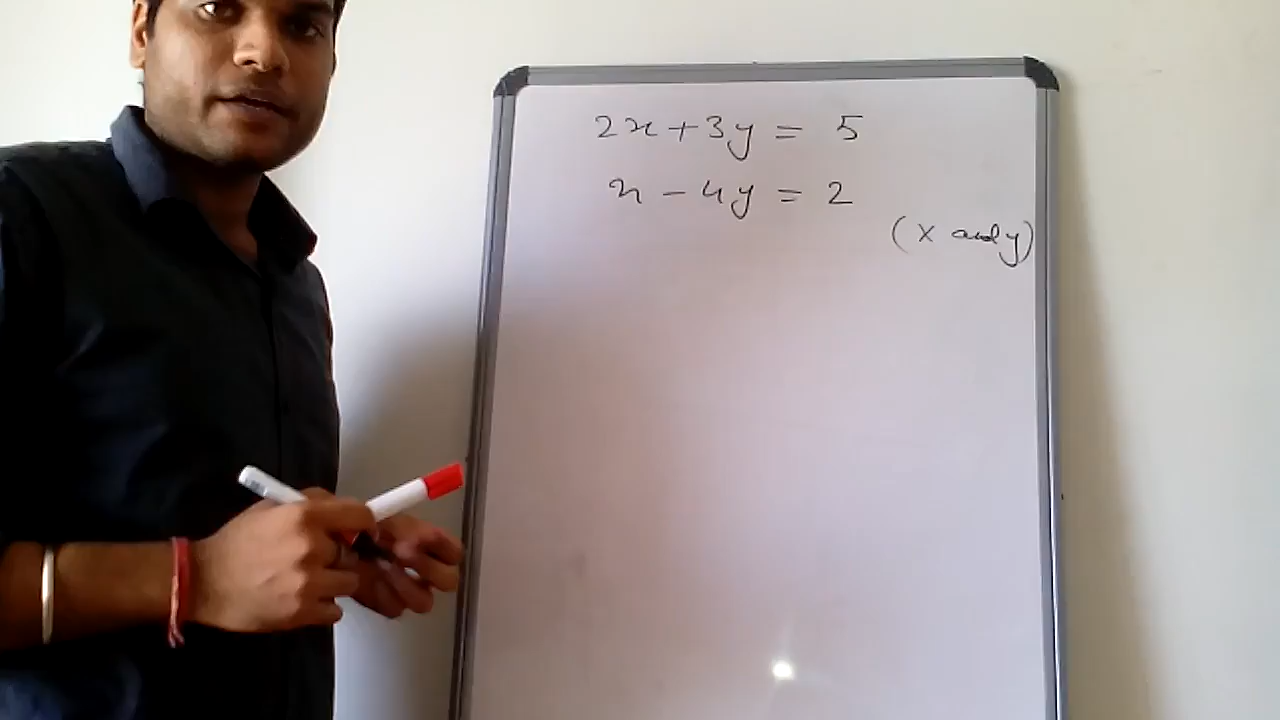 2x+3y = 5
x - 4y = 2
(x and y)